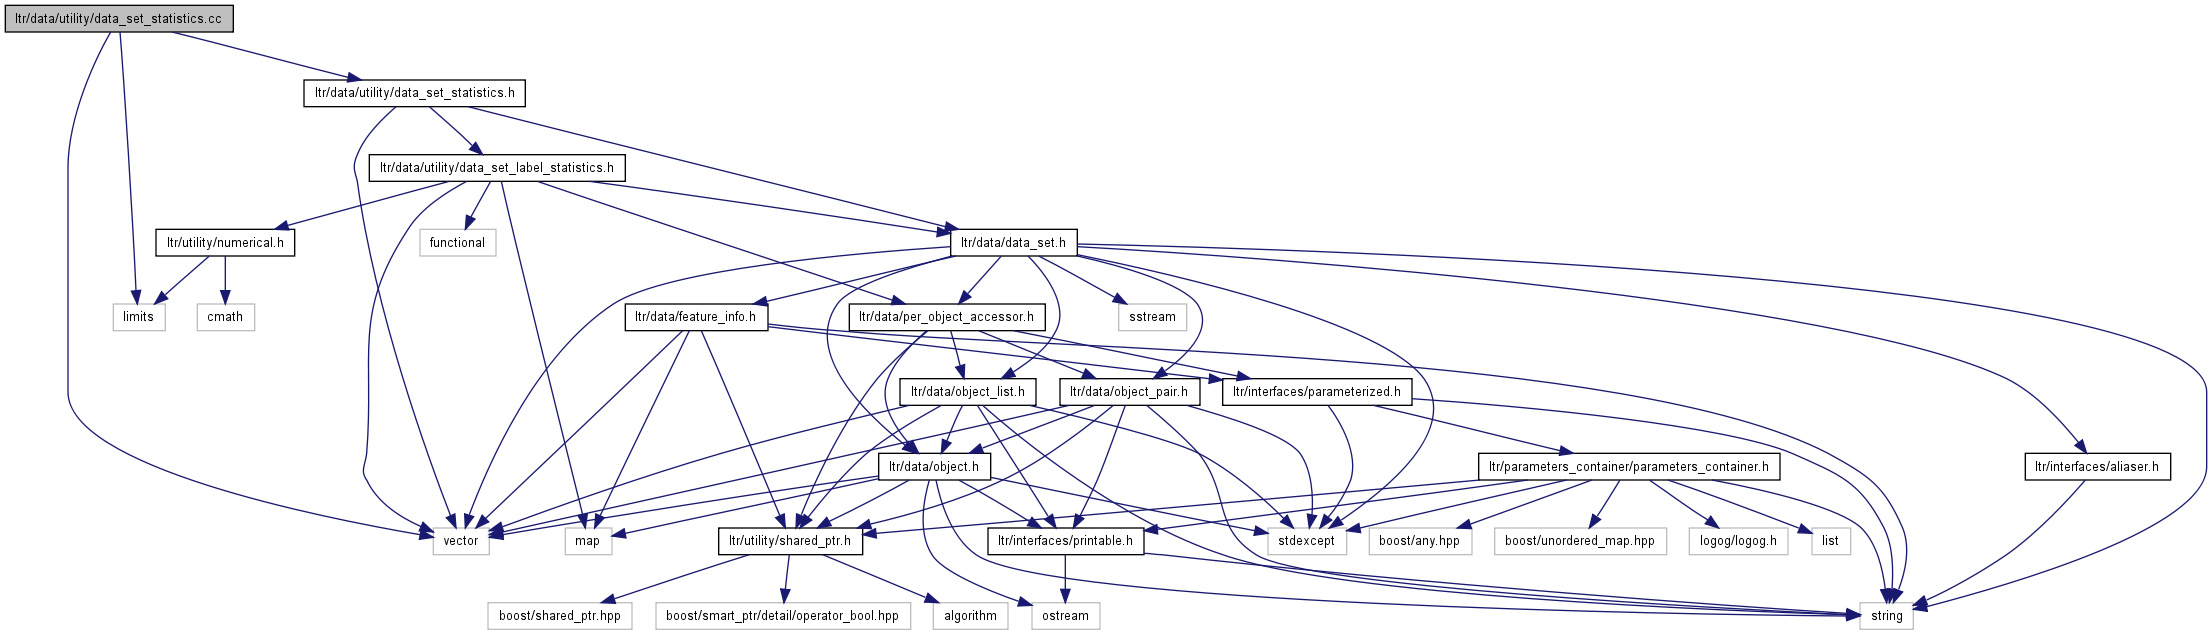 ltr/data/utility/data_set_statistics.cc
ltr/data/utility/data_set_statistics.h
ltr/data/utility/data_set_label_statistics.h
ltr/utility/numerical.h
functional
ltr/data/data_set.h
limits
cmath
ltr/data/feature_info.h
ltr/data/per_object_accessor.h
sstream
ltr/data/object_list.h
ltr/data/object_pair.h
ltr/interfaces/parameterized.h
ltr/data/object.h
ltr/parameters_container/parameters_container.h
ltr/interfaces/aliaser.h
vector
map
ltr/utility/shared_ptr.h
ltr/interfaces/printable.h
stdexcept
boost/any.hpp
boost/unordered_map.hpp
logog/logog.h
list
boost/shared_ptr.hpp
boost/smart_ptr/detail/operator_bool.hpp
algorithm
ostream
string